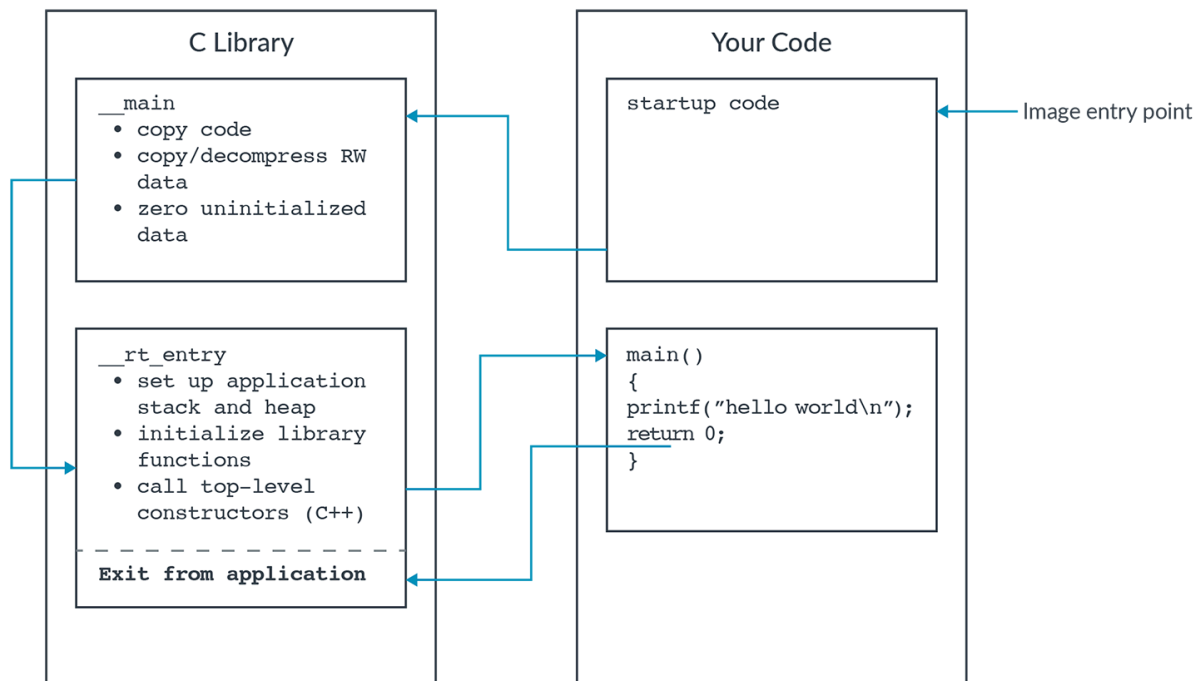 C Library
__main
• copy code
• copy/decompress RW
data
• zero uninitialized
data
__rt_entry
• set up application
stack and heap
• initialize library
functions
• call top-level
constructors (C++)
Exit from application
Your Code
startup code
Image entry point
main()
{
printf(”hello world\n”);
return 0;
}